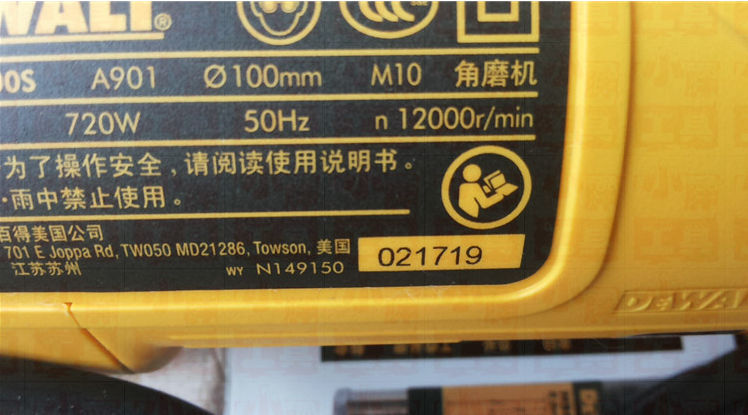 WALT®
00S A901 Ø100mm M10 角磨机
720W 50Hz n 12000r/min
为了操作安全，请阅读使用说明书。
·雨中禁止使用。
百得美国公司
701 E Joppa Rd, TW050 MD21286, Towson, 美国
江苏苏州 WY N149150
021719
DEWAL